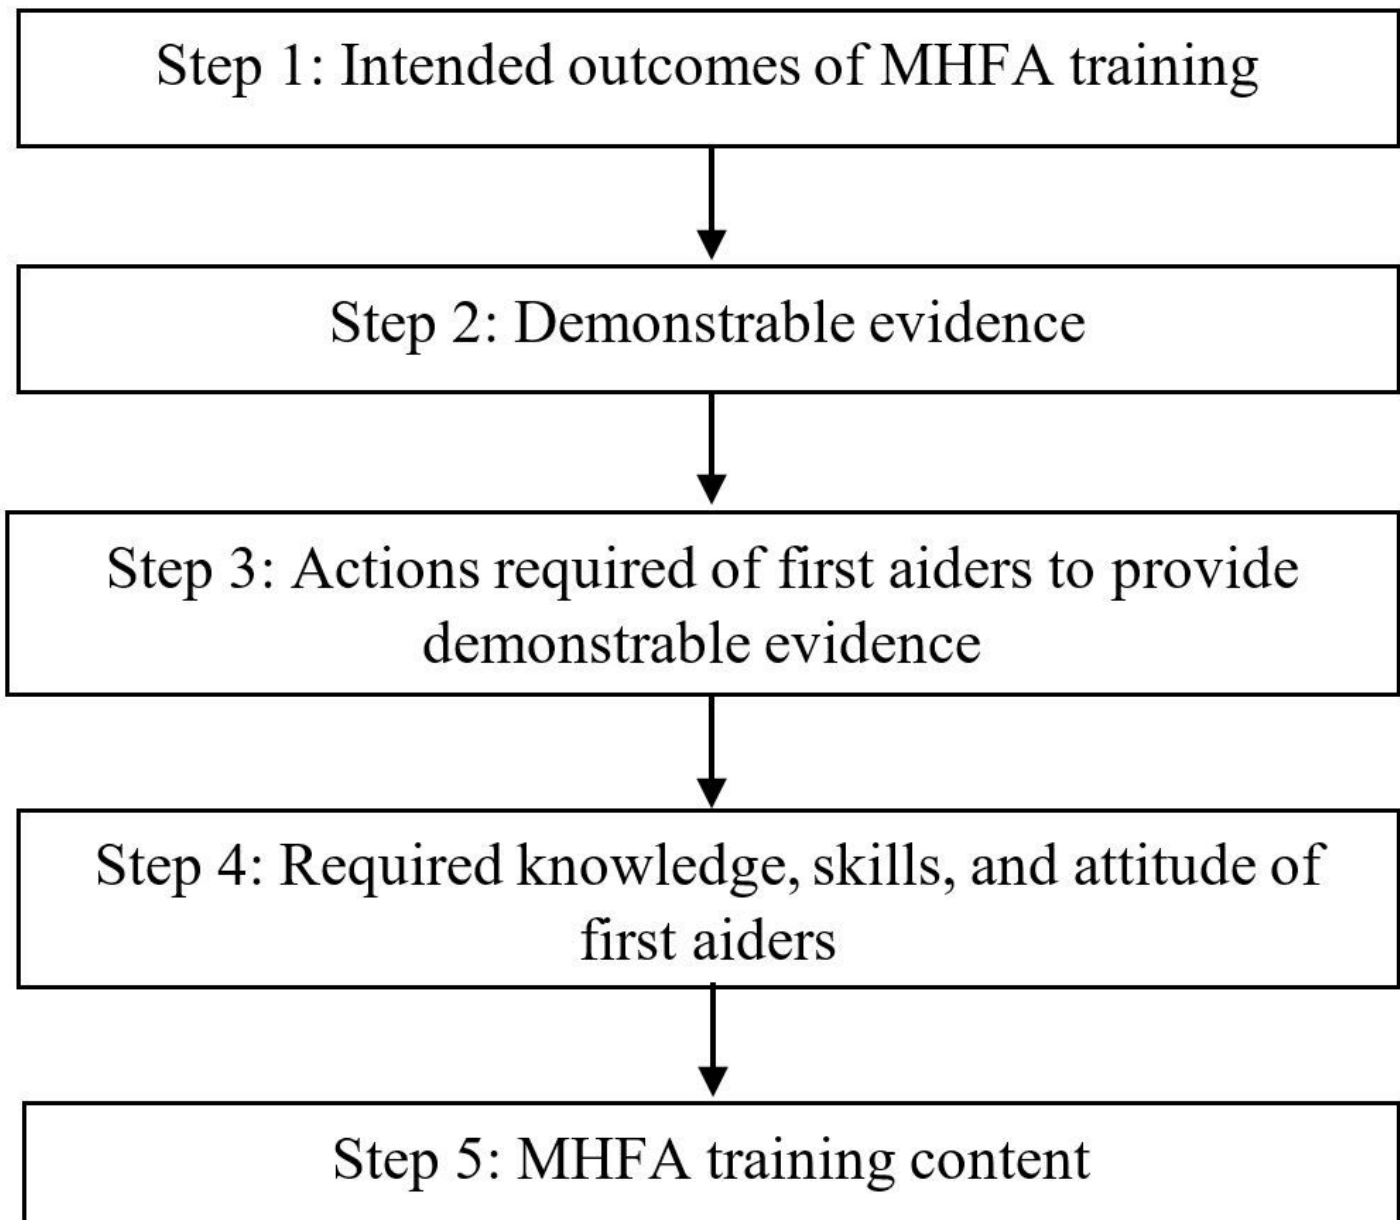 Step 1: Intended outcomes of MHFA training
Step 2: Demonstrable evidence
Step 3: Actions required of first aiders to provide
demonstrable evidence
Step 4: Required knowledge, skills, and attitude of
first aiders
Step 5: MHFA training content